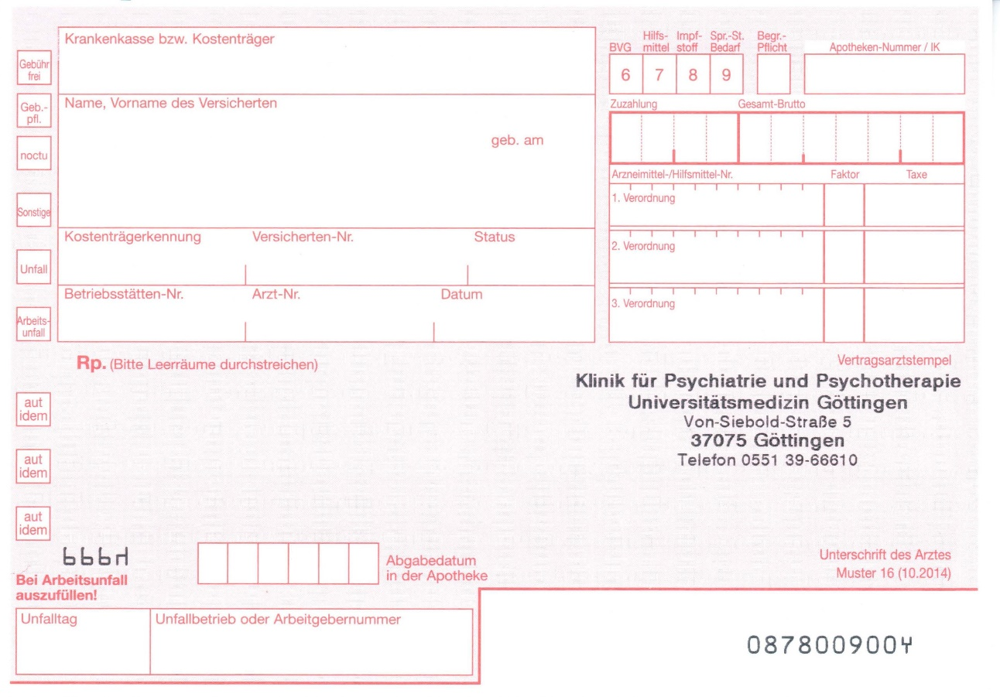 Krankenkasse bzw. Kostenträger
Gebühr
frei
Geb.-
pfl.
noctu
Sonstige
Unfall
Arbeits-
unfall
Name, Vorname des Versicherten
geb. am
Kostenträgerkennung Versicherten-Nr. Status
Betriebsstätten-Nr. Arzt-Nr. Datum
BVG Hilfs-
mittel Impf-
stoff Spr.-St.
Bedarf Begr.-
Pflicht Apotheken-Nummer / IK
6 7 8 9
Zuzahlung Gesamt-Brutto
Arzneimittel-/Hilfsmittel-Nr. Faktor Taxe
1. Verordnung
2. Verordnung
3. Verordnung
Rp. (Bitte Leerräume durchstreichen)
aut
idem
aut
idem
aut
idem
Vertragsarztstempel
Klinik für Psychiatrie und Psychotherapie
Universitätsmedizin Göttingen
Von-Siebold-Straße 5
37075 Göttingen
Telefon 0551 39-66610
Abgabedatum
in der Apotheke
Unterschrift des Arztes
Muster 16 (10.2014)
Bei Arbeitsunfall
auszufüllen!
Unfalltag Unfallbetrieb oder Arbeitgebernummer
0878009004